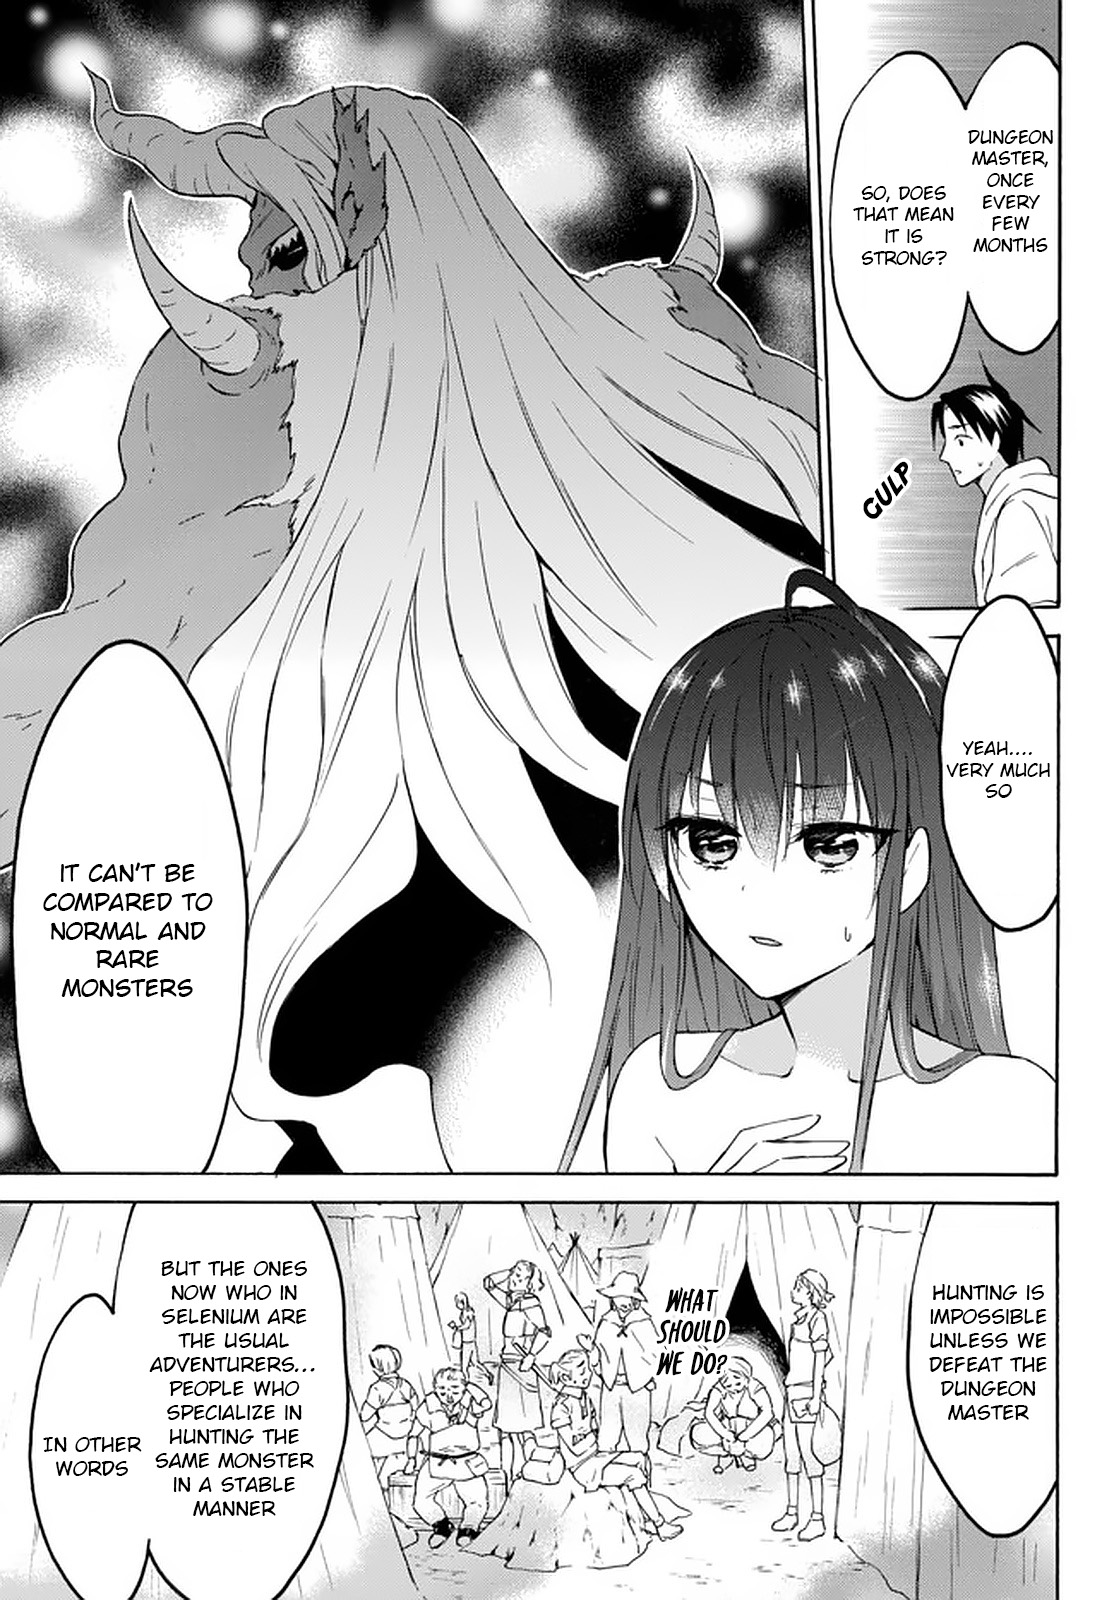 DUNGEON
MASTER,
ONCE
EVERY
FEW
MONTHS
SO, DOES
THAT MEAN
IT IS
STRONG?
GULP
YEAH....
VERY MUCH
SO
IT CAN'T BE
COMPARED TO
NORMAL AND
RARE
MONSTERS
HUNTING IS
IMPOSSIBLE
UNLESS WE
DEFEAT THE
DUNGEON
MASTER
WHAT
SHOULD
WE DO?
BUT THE ONES
NOW WHO IN
SELENIUM ARE
THE USUAL
ADVENTURERS...
PEOPLE WHO
SPECIALIZE IN
HUNTING THE
SAME MONSTER
IN A STABLE
MANNER
IN OTHER
WORDS